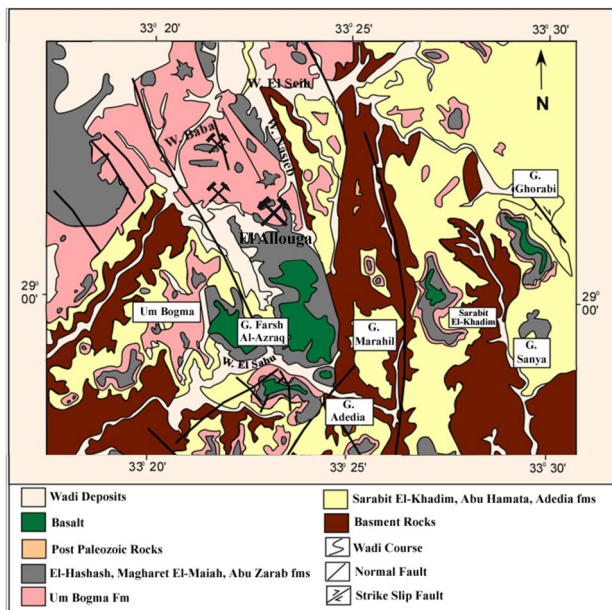 33° 20' 33° 25' 33° 30'
W. El Seih
N
W. Baba
W. Nasieb
G.
Ghorabi
El Allouga
29°
00'
29°
00'
Um Bogma
Sarabit
El-Khadim
G. Farsh
Al-Azraq
G.
Marahil
G.
Sanya
W. El Sahu
G.
Adedia
33° 20' 33° 25' 33° 30'
Wadi Deposits
Basalt
Post Paleozoic Rocks
El-Hashash, Magharet El-Maiah, Abu Zarab fms
Um Bogma Fm
Sarabit El-Khadim, Abu Hamata, Adedia fms
Basment Rocks
Wadi Course
Normal Fault
Strike Slip Fault